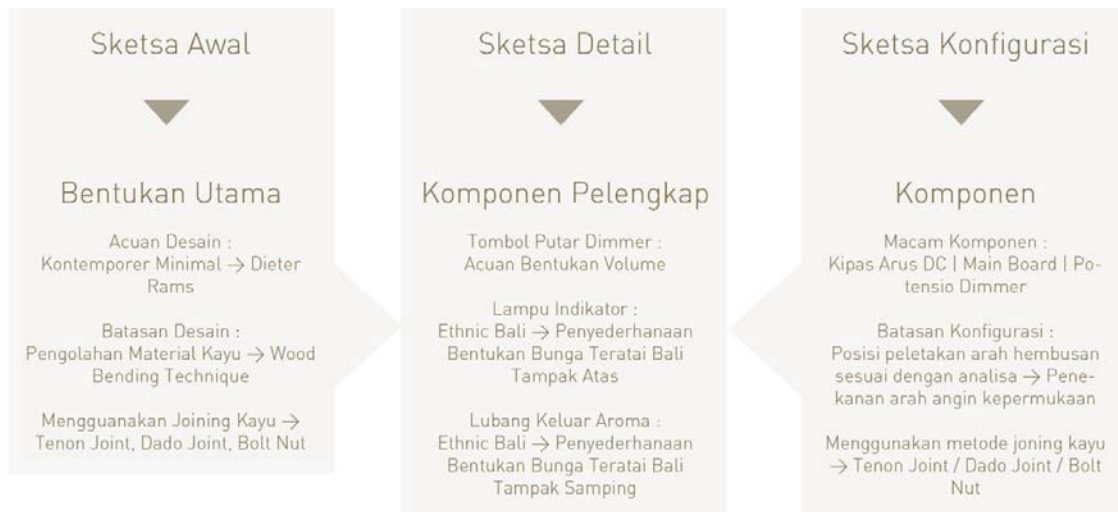 Sketsa Awal
Bentukan Utama
Acuan Desain :
Kontemporer Minimal → Dieter
Rams
Batasan Desain :
Pengolahan Material Kayu → Wood
Bending Technique
Mengguanakan Joining Kayu →
Tenon Joint, Dado Joint, Bolt Nut
Sketsa Detail
Komponen Pelengkap
Tombol Putar Dimmer :
Acuan Bentukan Volume
Lampu Indikator :
Ethnic Bali → Penyederhanaan
Bentukan Bunga Teratai Bali
Tampak Atas
Lubang Keluar Aroma :
Ethnic Bali → Penyederhanaan
Bentukan Bunga Teratai Bali
Tampak Samping
Sketsa Konfigurasi
Komponen
Macam Komponen :
Kipas Arus DC | Main Board | Po-
tensio Dimmer
Batasan Konfigurasi :
Posisi peletakan arah hembusan
sesuai dengan analisa → Pene-
kanan arah angin kepermukaan
Menggunakan metode joning kayu
→ Tenon Joint / Dado Joint / Bolt
Nut